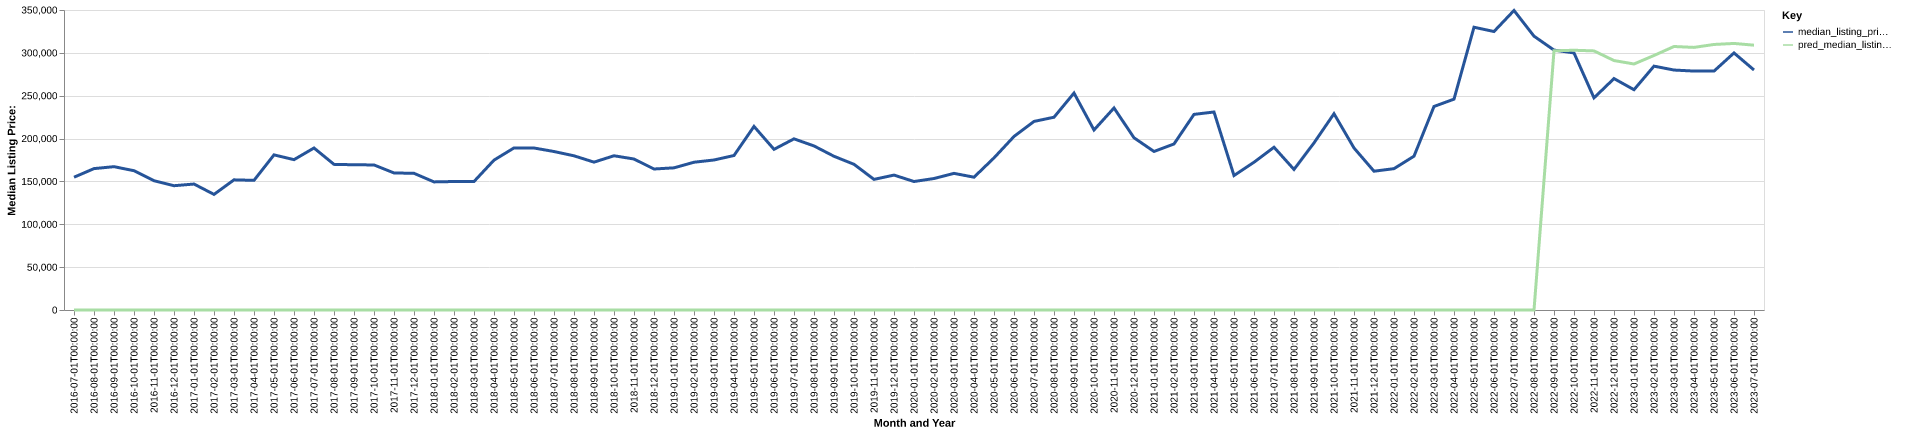 350,000
300,000
250,000
200,000
150,000
100,000
50,000
0
Median Listing Price:
2016-07-01T00:00:00
2016-08-01T00:00:00
2016-09-01T00:00:00
2016-10-01T00:00:00
2016-11-01T00:00:00
2016-12-01T00:00:00
2017-01-01T00:00:00
2017-02-01T00:00:00
2017-03-01T00:00:00
2017-04-01T00:00:00
2017-05-01T00:00:00
2017-06-01T00:00:00
2017-07-01T00:00:00
2017-08-01T00:00:00
2017-09-01T00:00:00
2017-10-01T00:00:00
2017-11-01T00:00:00
2017-12-01T00:00:00
2018-01-01T00:00:00
2018-02-01T00:00:00
2018-03-01T00:00:00
2018-04-01T00:00:00
2018-05-01T00:00:00
2018-06-01T00:00:00
2018-07-01T00:00:00
2018-08-01T00:00:00
2018-09-01T00:00:00
2018-10-01T00:00:00
2018-11-01T00:00:00
2018-12-01T00:00:00
2019-01-01T00:00:00
2019-02-01T00:00:00
2019-03-01T00:00:00
2019-04-01T00:00:00
2019-05-01T00:00:00
2019-06-01T00:00:00
2019-07-01T00:00:00
2019-08-01T00:00:00
2019-09-01T00:00:00
2019-10-01T00:00:00
2019-11-01T00:00:00
2019-12-01T00:00:00
2020-01-01T00:00:00
2020-02-01T00:00:00
2020-03-01T00:00:00
2020-04-01T00:00:00
2020-05-01T00:00:00
2020-06-01T00:00:00
2020-07-01T00:00:00
2020-08-01T00:00:00
2020-09-01T00:00:00
2020-10-01T00:00:00
2020-11-01T00:00:00
2020-12-01T00:00:00
2021-01-01T00:00:00
2021-02-01T00:00:00
2021-03-01T00:00:00
2021-04-01T00:00:00
2021-05-01T00:00:00
2021-06-01T00:00:00
2021-07-01T00:00:00
2021-08-01T00:00:00
2021-09-01T00:00:00
2021-10-01T00:00:00
2021-11-01T00:00:00
2021-12-01T00:00:00
2022-01-01T00:00:00
2022-02-01T00:00:00
2022-03-01T00:00:00
2022-04-01T00:00:00
2022-05-01T00:00:00
2022-06-01T00:00:00
2022-07-01T00:00:00
2022-08-01T00:00:00
2022-09-01T00:00:00
2022-10-01T00:00:00
2022-11-01T00:00:00
2022-12-01T00:00:00
2023-01-01T00:00:00
2023-02-01T00:00:00
2023-03-01T00:00:00
2023-04-01T00:00:00
2023-05-01T00:00:00
2023-06-01T00:00:00
2023-07-01T00:00:00
Month and Year
Key
median_listing_pri…
pred_median_listin…